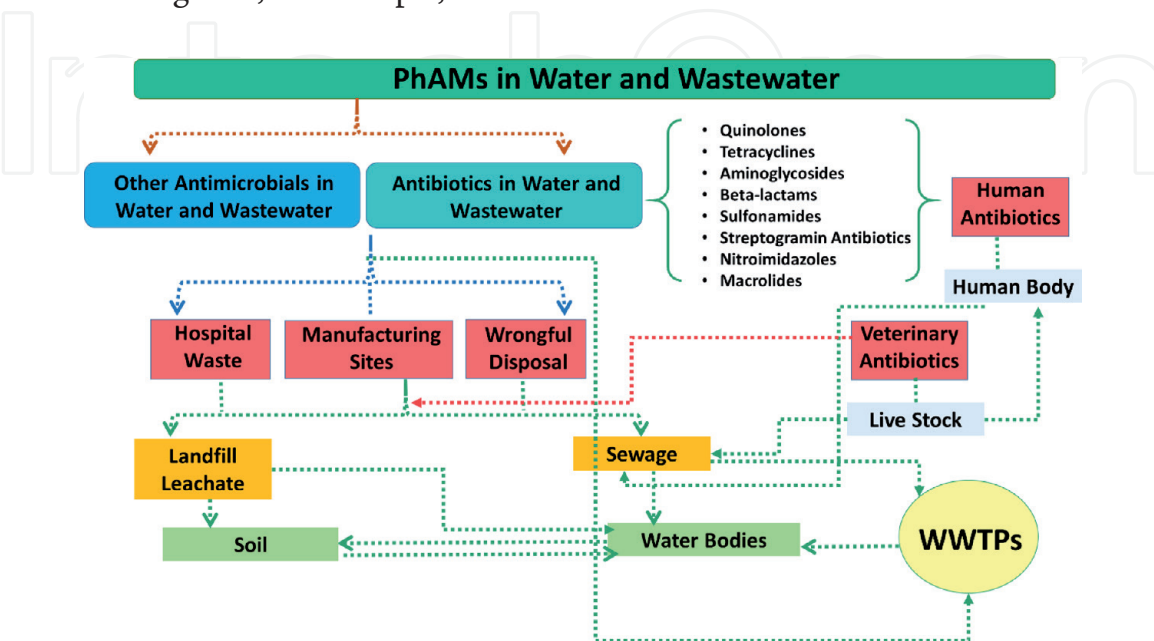 PhAMs in Water and Wastewater
Other Antimicrobials in
Water and Wastewater
Antibiotics in Water and
Wastewater
• Quinolones
• Tetracyclines
• Aminoglycosides
• Beta-lactams
• Sulfonamides
• Streptogramin Antibiotics
• Nitroimidazoles
• Macrolides
Human
Antibiotics
Human Body
Hospital
Waste
Manufacturing
Sites
Wrongful
Disposal
Veterinary
Antibiotics
Live Stock
Landfill
Leachate
Sewage
Soil
Water Bodies
WWTPs